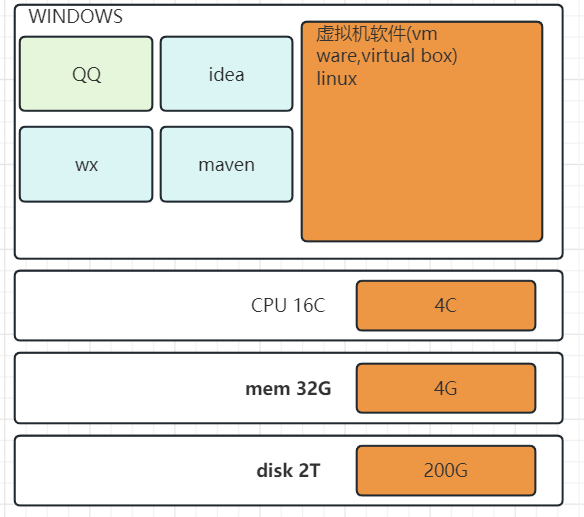 WINDOWS
QQ
idea
wx
maven
虚拟机软件(vm
ware,virtual box)
linux
CPU 16C
4C
mem 32G
4G
disk 2T
200G